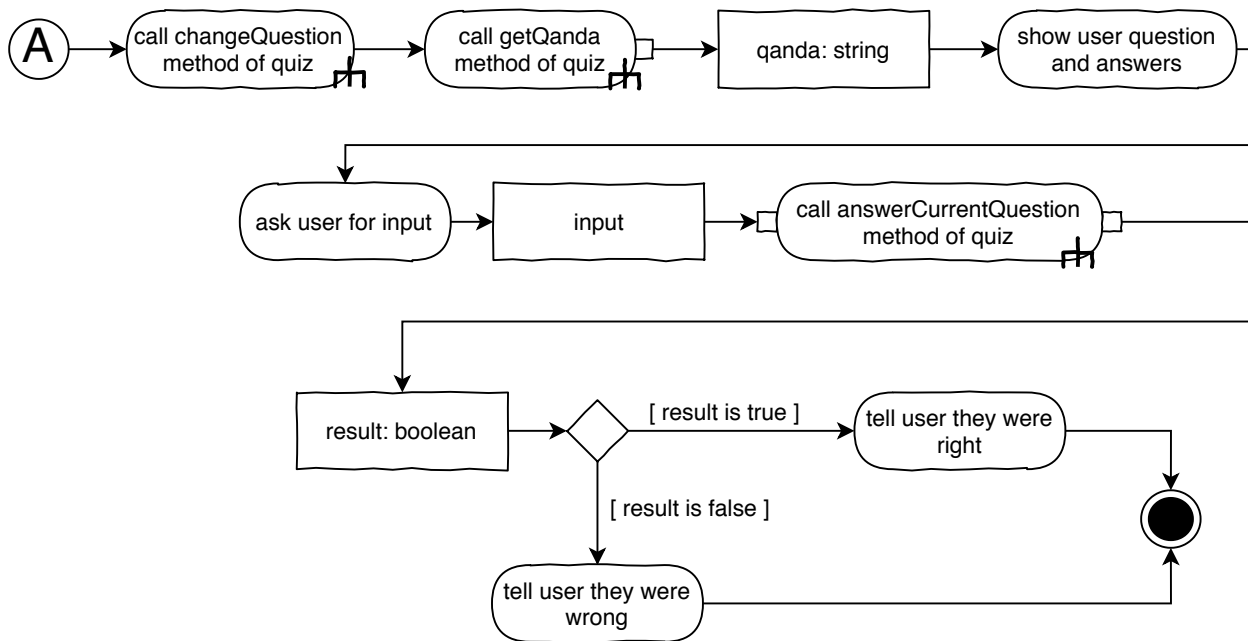 A
call changeQuestion
method of quiz
call getQanda
method of quiz
qanda: string
show user question
and answers
ask user for input
input
call answerCurrentQuestion
method of quiz
result: boolean
[ result is true ]
tell user they were
right
[ result is false ]
tell user they were
wrong